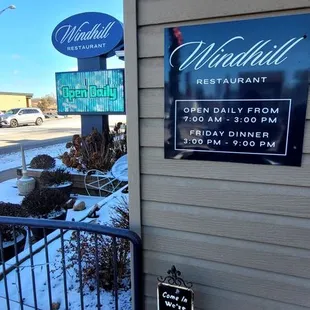 Windhill
RESTAURANT
Open Daily
Windhill
RESTAURANT
OPEN DAILY FROM
7:00 AM - 3:00 PM
FRIDAY DINNER
3:00 PM - 9:00 PM
Come In
We're